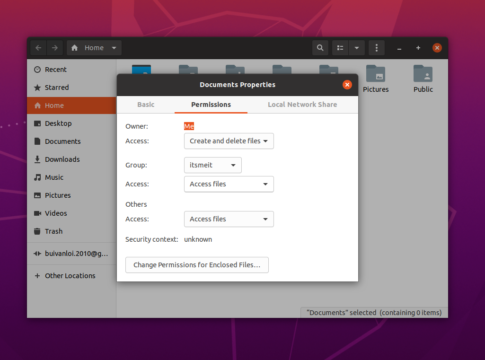 Home
Recent
Starred
Home
Desktop
Documents
Downloads
Music
Pictures
Videos
Trash
buivanloi.2010@g...
Other Locations
Pictures
Public
Documents Properties
Basic
Permissions
Local Network Share
Owner: Me
Access: Create and delete files
Group: itsmeit
Access: Access files
Others
Access: Access files
Security context: unknown
Change Permissions for Enclosed Files...
"Documents" selected (containing 0 items)